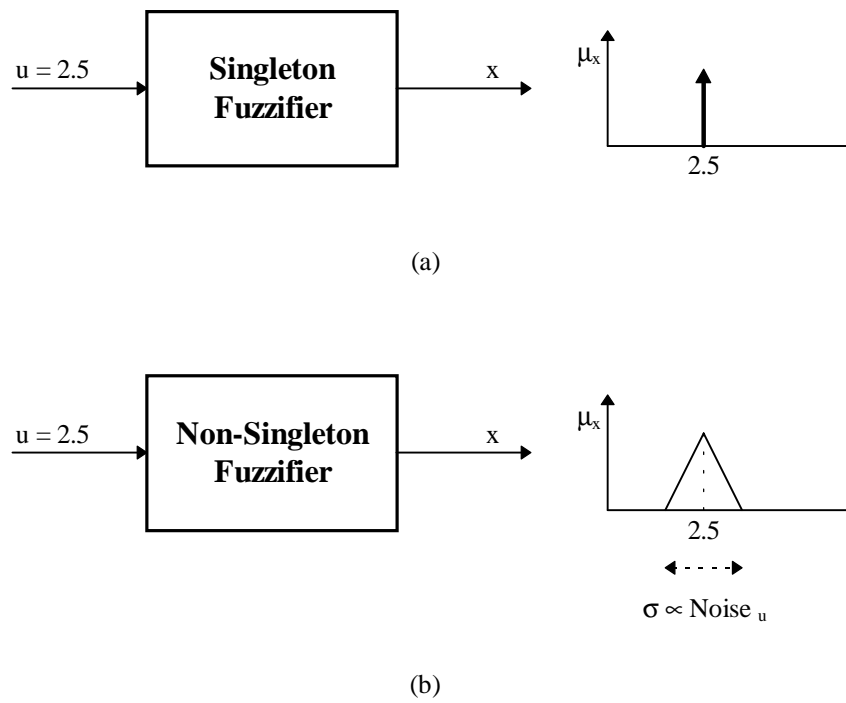 u = 2.5
Singleton
Fuzzifier
x
μx
2.5
(a)
u = 2.5
Non-Singleton
Fuzzifier
x
μx
2.5
σ ∝ Noise u
(b)